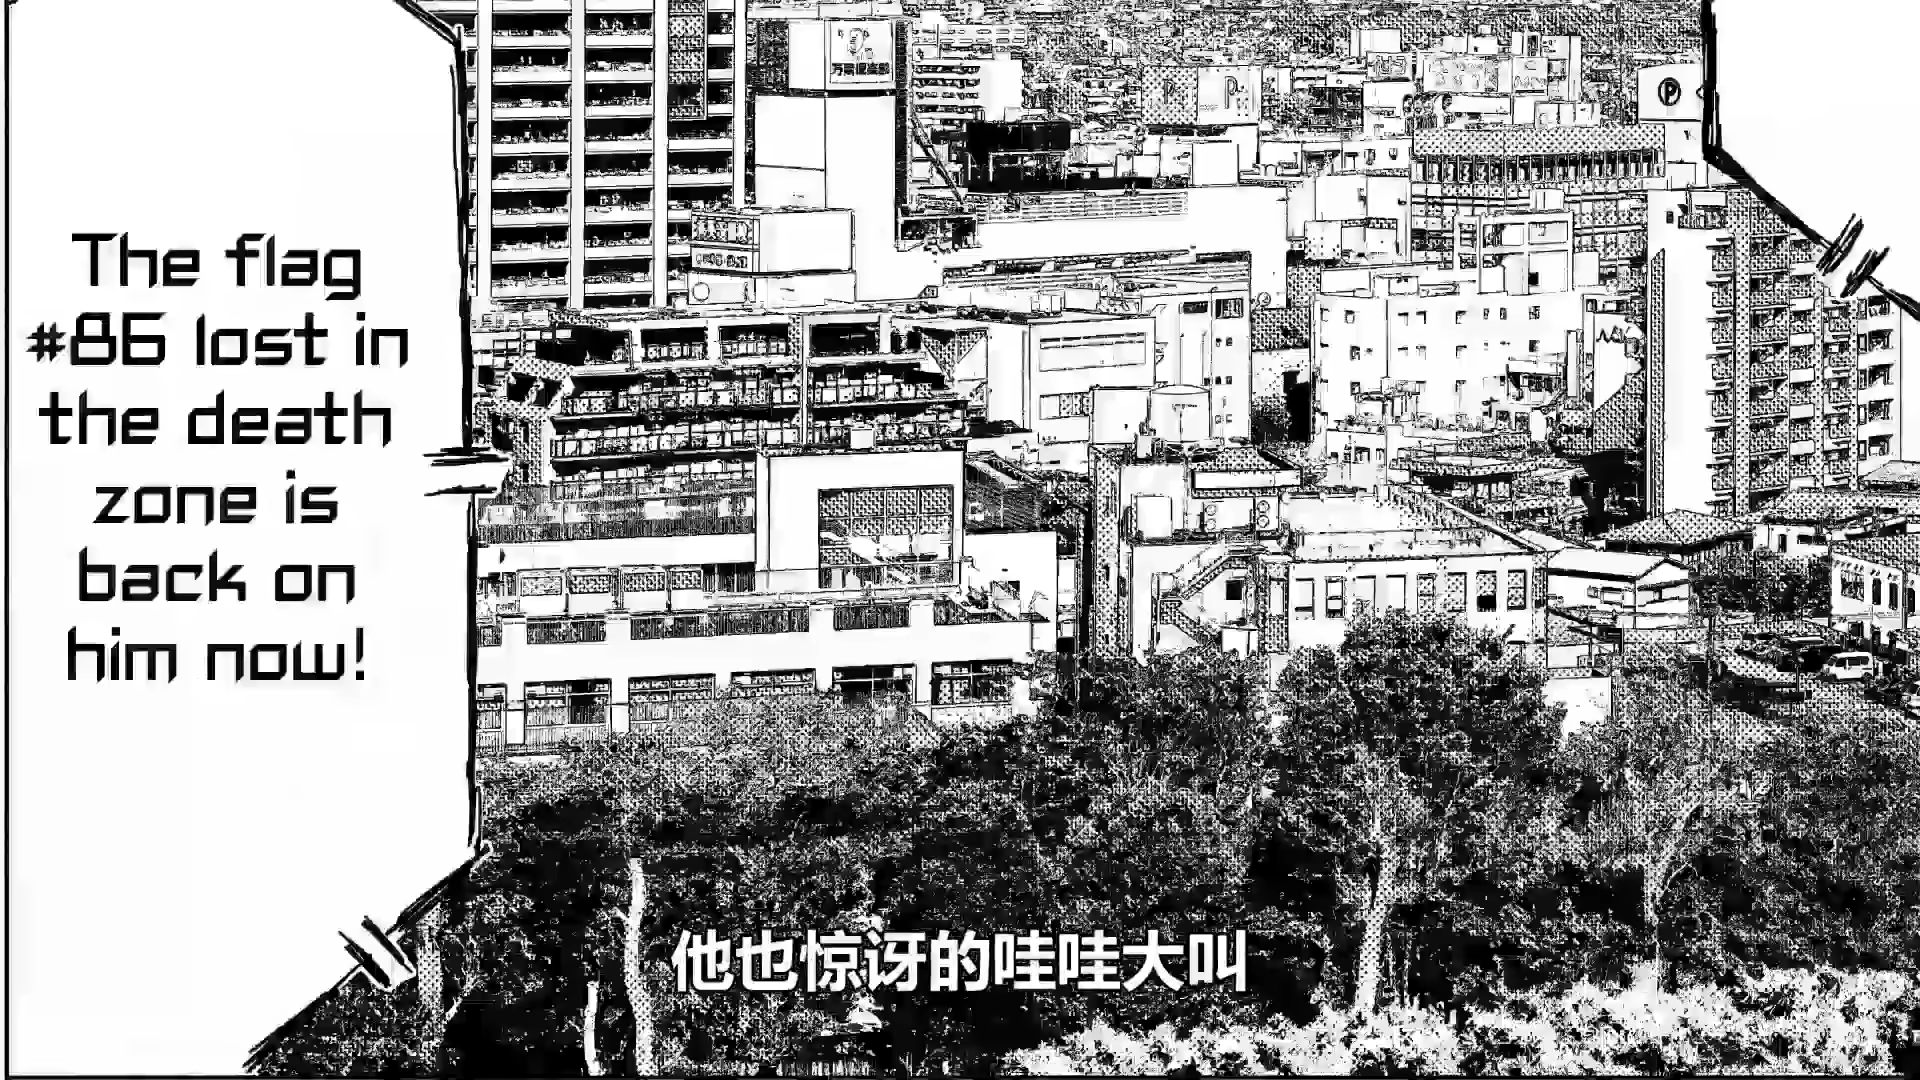 The flag
#86 lost in
the death
zone is
back on
him now!
P
P
他也惊讶的哇哇大叫